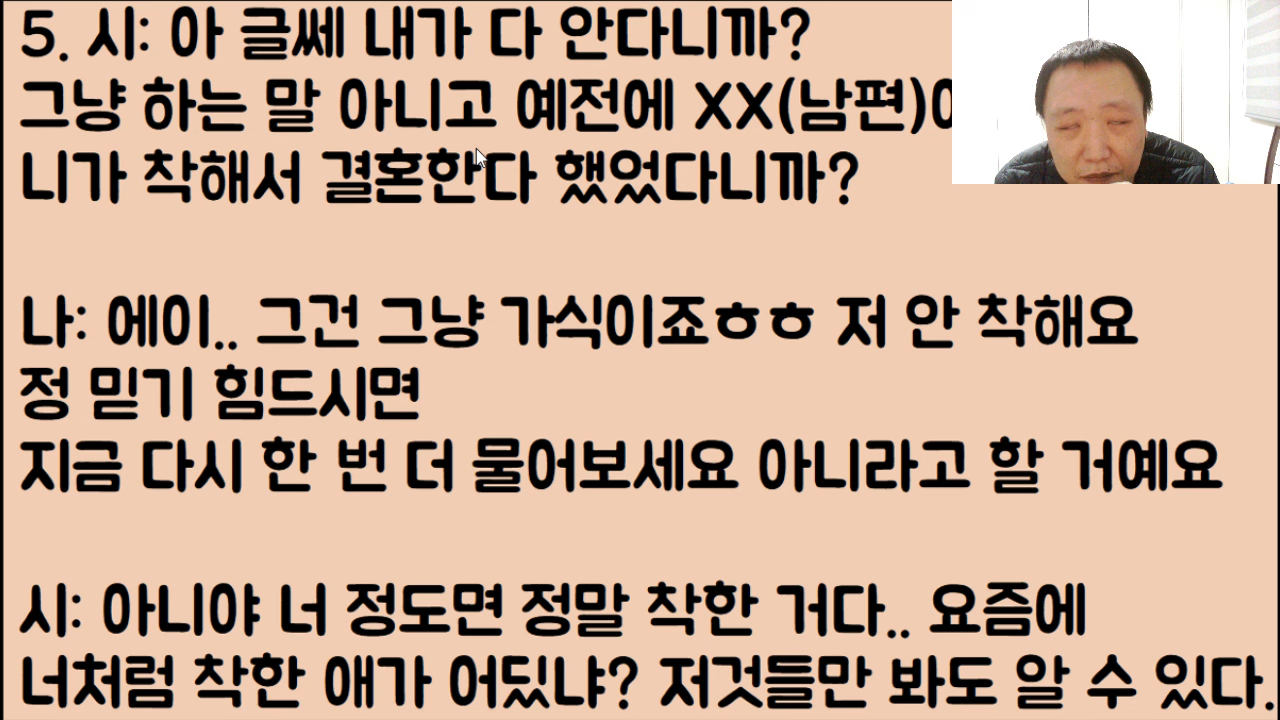 5. 시: 아 글쎄 내가 다 안다니까?
그냥 하는 말 아니고 예전에 XX(남편)
니가 착해서 결혼한다 했었다니까?
나: 에이.. 그건 그냥 가식이죠ㅎㅎ 저 안 착해요
정 믿기 힘드시면
지금 다시 한 번 더 물어보세요 아니라고 할 거예요
시: 아니야 너 정도면 정말 착한 거다.. 요즘에
너처럼 착한 애가 어딨냐? 저것들만 봐도 알 수 있다.